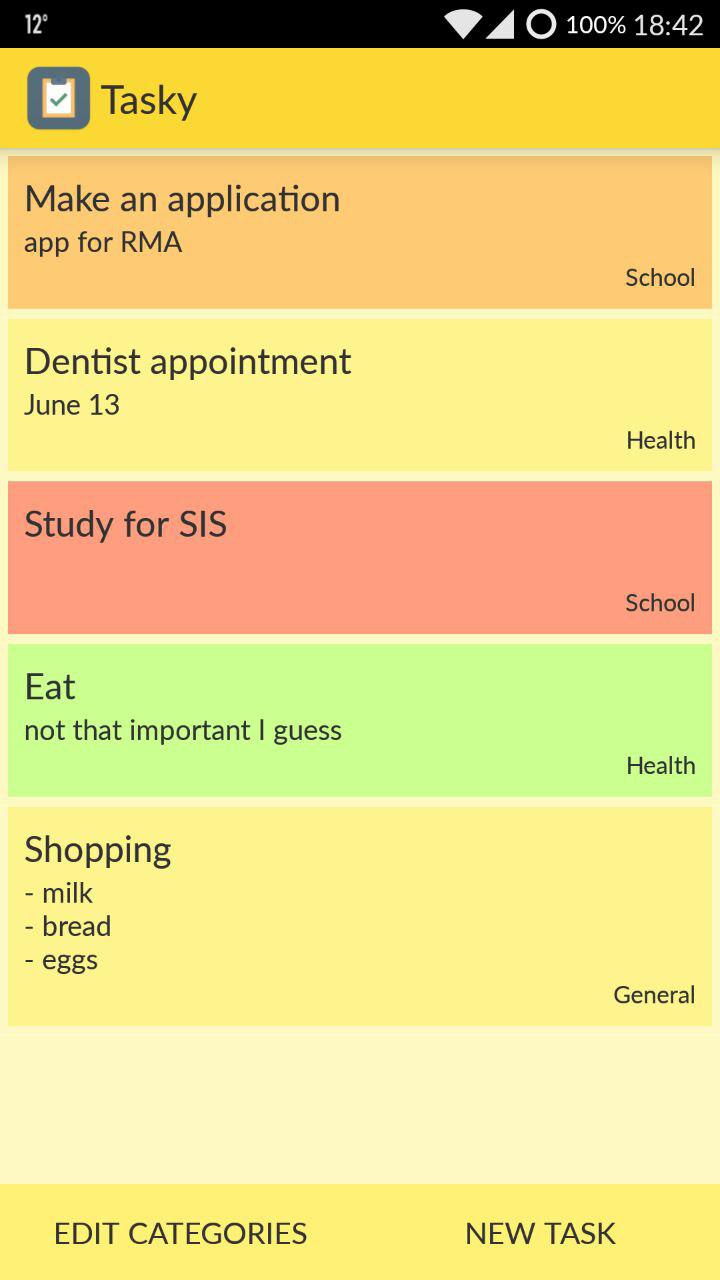 12°
100% 18:42
Tasky
Make an application
app for RMA
School
Dentist appointment
June 13
Health
Study for SIS
School
Eat
not that important I guess
Health
Shopping
- milk
- bread
- eggs
General
EDIT CATEGORIES NEW TASK